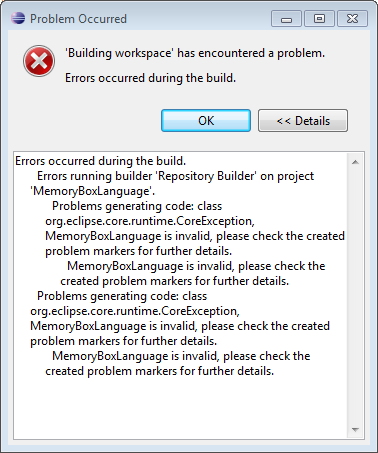 Problem Occurred
'Building workspace' has encountered a problem.
Errors occurred during the build.
OK
<< Details
Errors occurred during the build.
Errors running builder 'Repository Builder' on project
'MemoryBoxLanguage'.
Problems generating code: class
org.eclipse.core.runtime.CoreException,
MemoryBoxLanguage is invalid, please check the created
problem markers for further details.
MemoryBoxLanguage is invalid, please check the
created problem markers for further details.
Problems generating code: class
org.eclipse.core.runtime.CoreException,
MemoryBoxLanguage is invalid, please check the created
problem markers for further details.
MemoryBoxLanguage is invalid, please check the
created problem markers for further details.